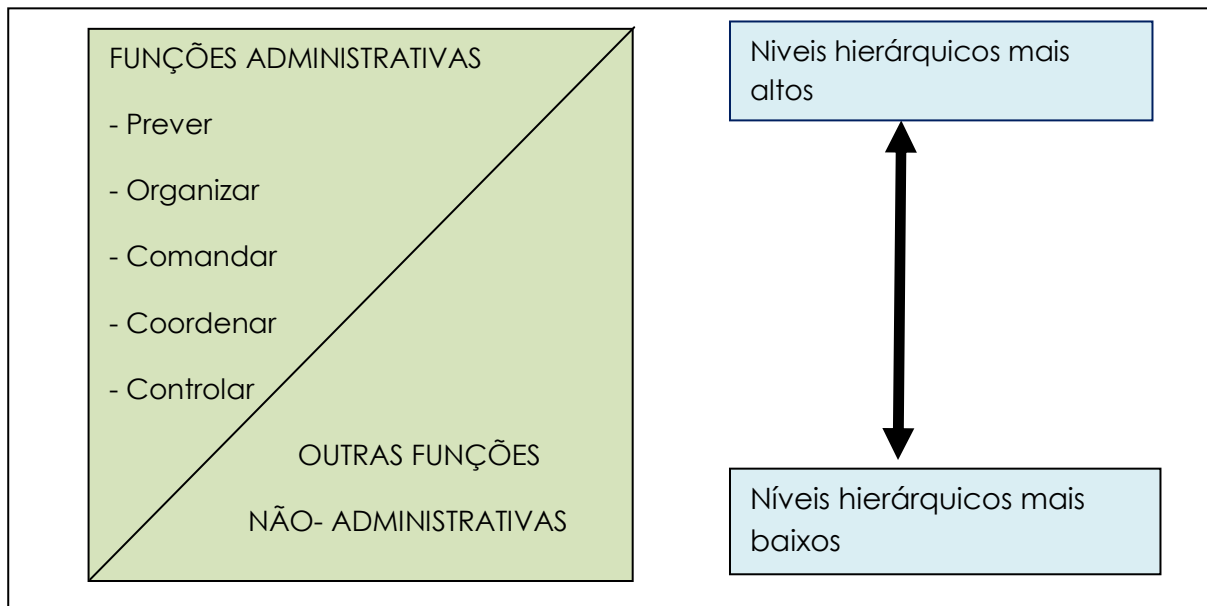 FUNÇÕES ADMINISTRATIVAS
- Prever
- Organizar
- Comandar
- Coordenar
- Controlar
OUTRAS FUNÇÕES
NÃO- ADMINISTRATIVAS
Niveis hierárquicos mais
altos
Níveis hierárquicos mais
baixos